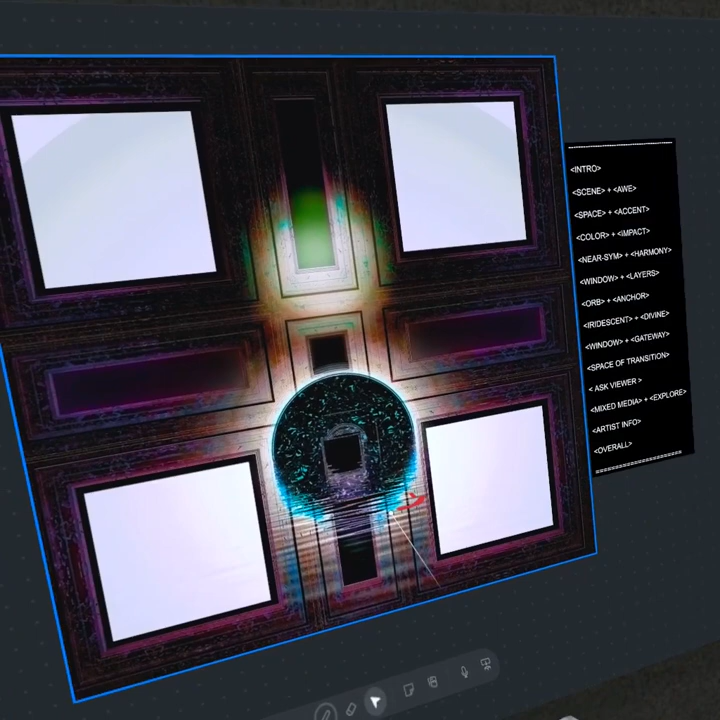 <INTRO>
<SCENE> + <AWE>
<SPACE> + <ACCENT>
<COLOR> + <IMPACT>
<NEAR-SYM> + <HARMONY>
<WINDOW> + <LAYERS>
<ORB> + <ANCHOR>
<IRIDESCENT> + <DIVINE>
<WINDOW> + <GATEWAY>
<SPACE OF TRANSITION>
< ASK VIEWER >
<MIXED MEDIA> + <EXPLORE>
<ARTIST INFO>
<OVERALL>